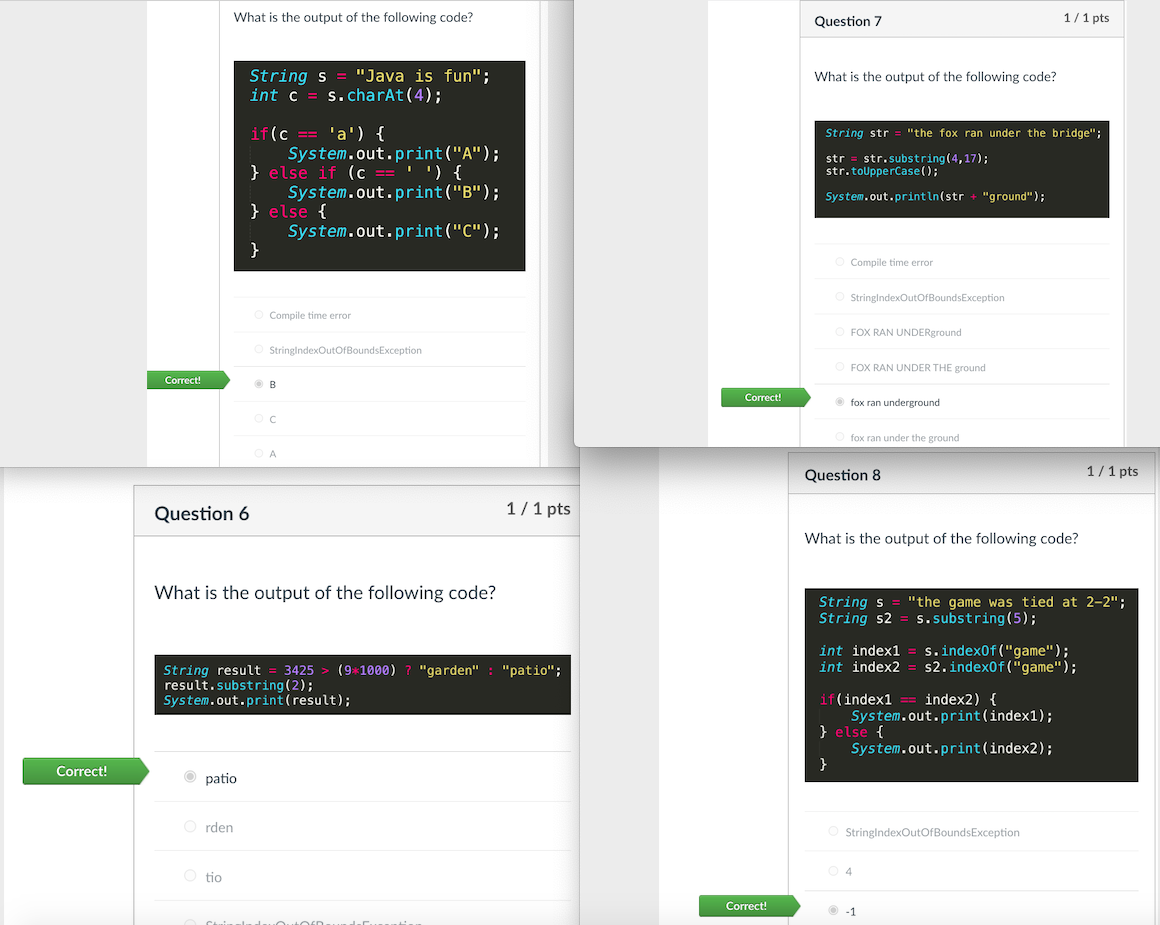 What is the output of the following code?
String s = "Java is fun";
int c = s.charAt(4);
if(c == 'a') {
System.out.print("A");
} else if (c == ' ') {
System.out.print("B");
} else {
System.out.print("C");
}
Compile time error
StringIndexOutOfBoundsException
Correct!
B
C
A
Question 7
1 / 1 pts
What is the output of the following code?
String str = "the fox ran under the bridge";
str = str.substring(4,17);
str.toUpperCase();
System.out.println(str + "ground");
Compile time error
StringIndexOutOfBoundsException
FOX RAN UNDERground
FOX RAN UNDER THE ground
Correct!
fox ran underground
fox ran under the ground
Question 6
1 / 1 pts
What is the output of the following code?
String result = 3425 > (9*1000) ? "garden" : "patio";
result.substring(2);
System.out.print(result);
Correct!
patio
rden
tio
StringIndexOutOfBoundsException
Question 8
1 / 1 pts
What is the output of the following code?
String s = "the game was tied at 2-2";
String s2 = s.substring(5);
int index1 = s.indexOf("game");
int index2 = s2.indexOf("game");
if(index1 == index2) {
System.out.print(index1);
} else {
System.out.print(index2);
}
StringIndexOutOfBoundsException
4
Correct!
-1